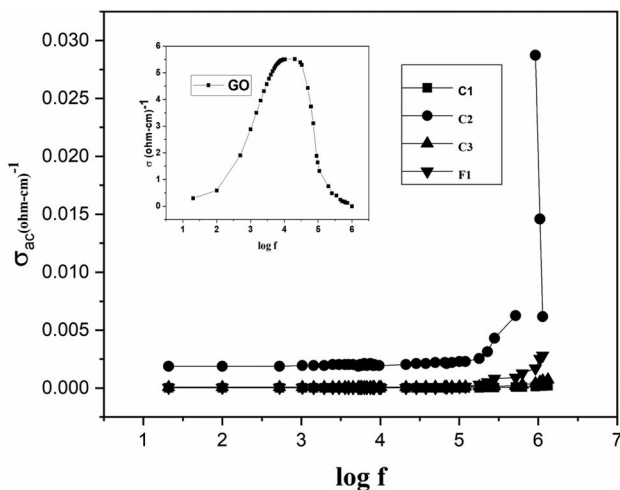 0.030
0.025
0.020
0.015
0.010
0.005
0.000
σac(ohm-cm)-1
1 2 3 4 5 6 7
log f
6
5
4
3
2
1
0
σ (ohm-cm)-1
1 2 3 4 5 6
log f
GO
C1
C2
C3
F1